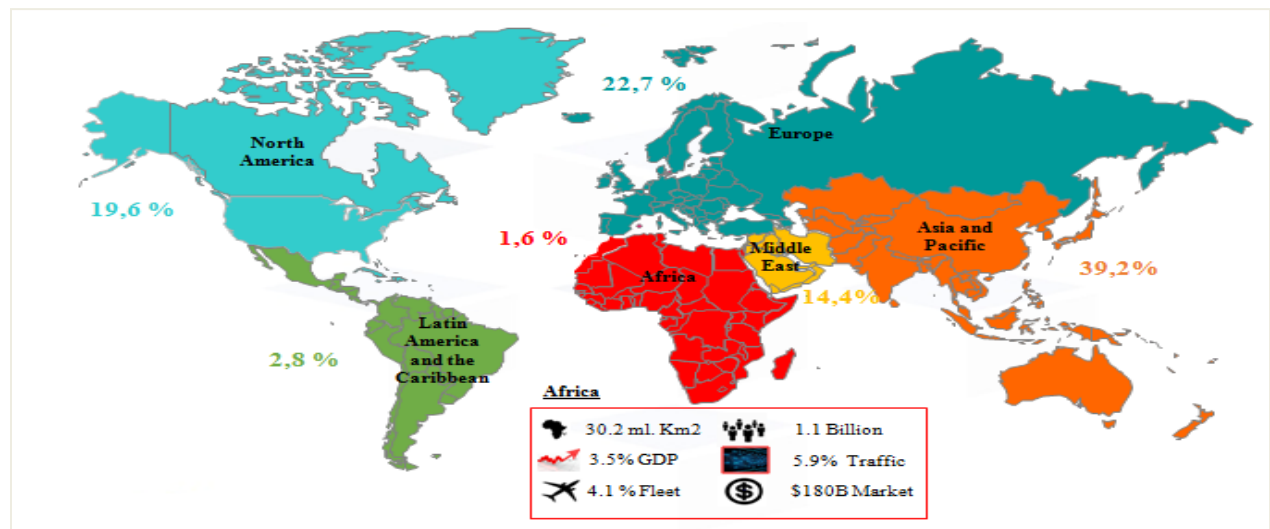 22,7 %
Europe
North
America
19,6 %
1,6 %
Middle
East
Asia and
Pacific
39,2%
Africa
14,4%
Latin
America
and the
Caribbean
2,8 %
Africa
30.2 ml. Km2
1.1 Billion
3.5% GDP
5.9% Traffic
4.1 % Fleet
$180B Market